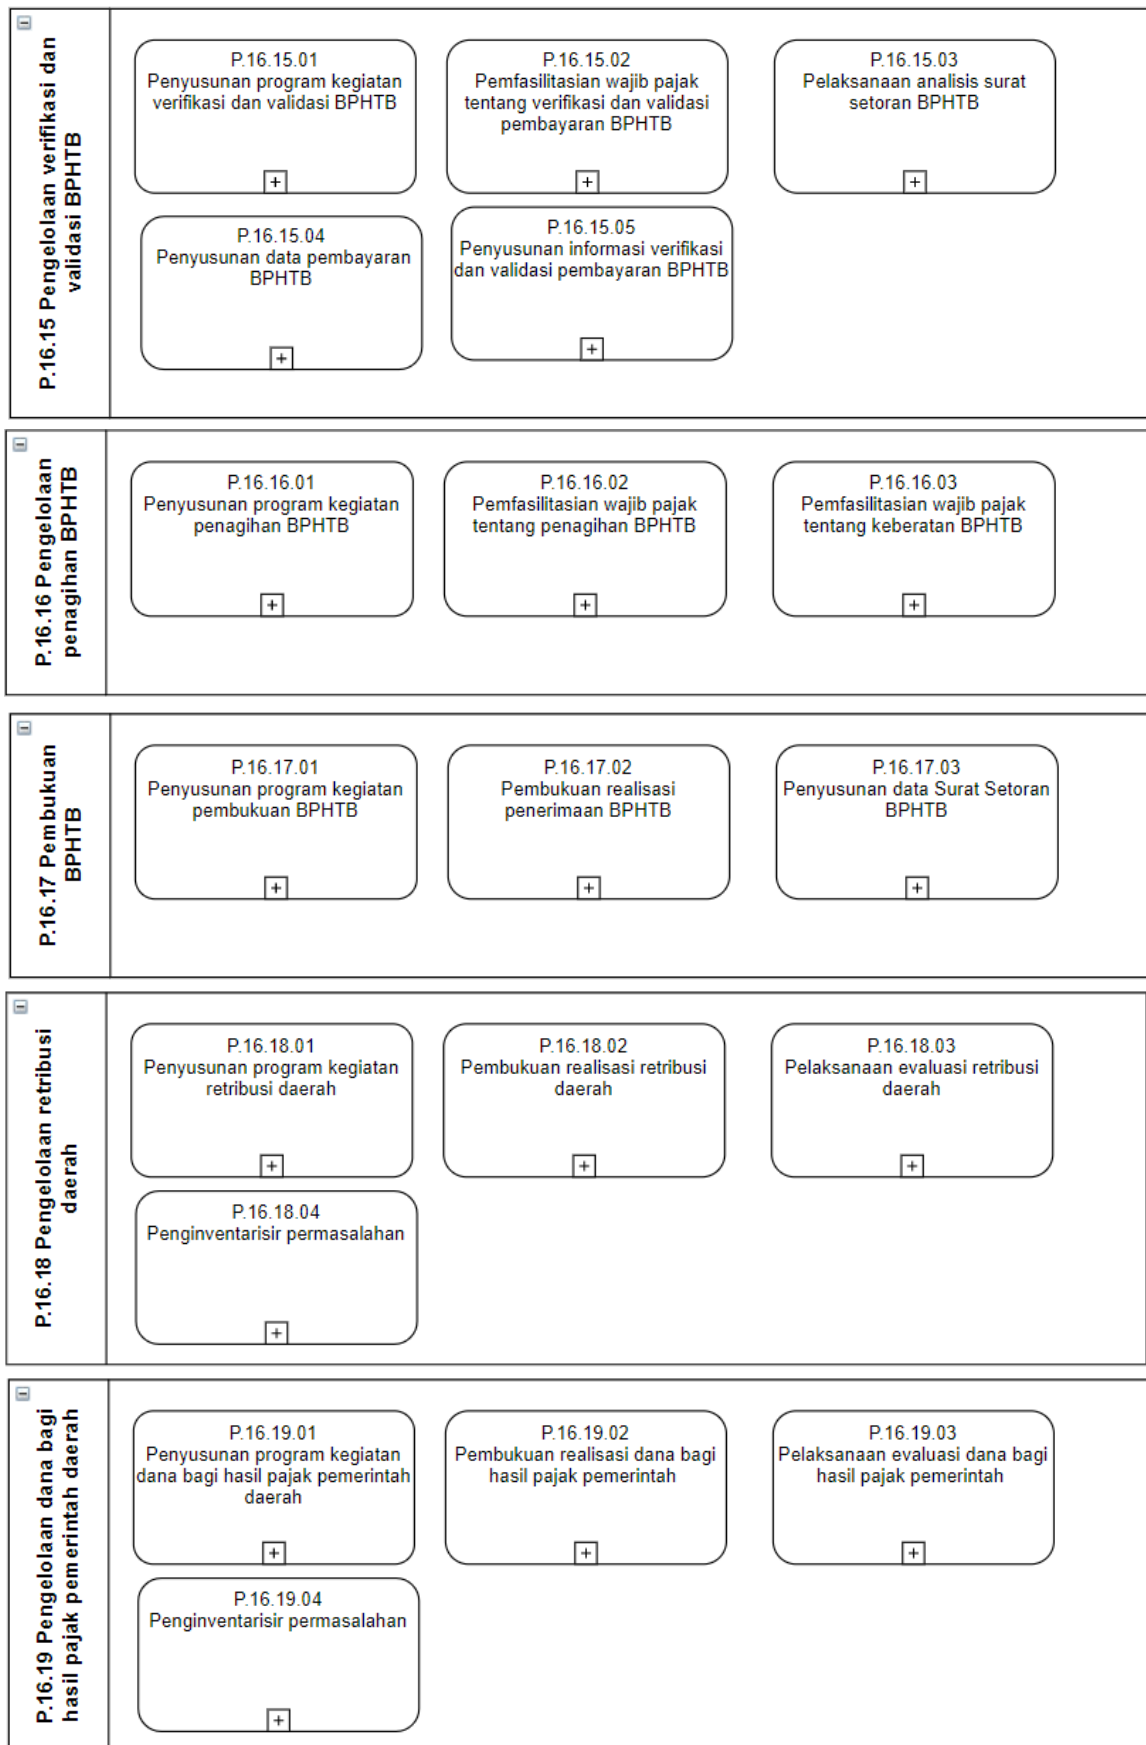 P.16.15 Pengelolaan verifikasi dan
validasi BPHTB
P.16.15.01
Penyusunan program kegiatan
verifikasi dan validasi BPHTB
P.16.15.02
Pemfasilitasian wajib pajak
tentang verifikasi dan validasi
pembayaran BPHTB
P.16.15.03
Pelaksanaan analisis surat
setoran BPHTB
P.16.15.04
Penyusunan data pembayaran
BPHTB
P.16.15.05
Penyusunan informasi verifikasi
dan validasi pembayaran BPHTB
P.16.16 Pengelolaan
penagihan BPHTB
P.16.16.01
Penyusunan program kegiatan
penagihan BPHTB
P.16.16.02
Pemfasilitasian wajib pajak
tentang penagihan BPHTB
P.16.16.03
Pemfasilitasian wajib pajak
tentang keberatan BPHTB
P.16.17 Pembukuan
BPHTB
P.16.17.01
Penyusunan program kegiatan
pembukuan BPHTB
P.16.17.02
Pembukuan realisasi
penerimaan BPHTB
P.16.17.03
Penyusunan data Surat Setoran
BPHTB
P.16.18 Pengelolaan retribusi
daerah
P.16.18.01
Penyusunan program kegiatan
retribusi daerah
P.16.18.02
Pembukuan realisasi retribusi
daerah
P.16.18.03
Pelaksanaan evaluasi retribusi
daerah
P.16.18.04
Penginventarisir permasalahan
P.16.19 Pengelolaan dana bagi
hasil pajak pemerintah daerah
P.16.19.01
Penyusunan program kegiatan
dana bagi hasil pajak pemerintah
daerah
P.16.19.02
Pembukuan realisasi dana bagi
hasil pajak pemerintah
P.16.19.03
Pelaksanaan evaluasi dana bagi
hasil pajak pemerintah
P.16.19.04
Penginventarisir permasalahan